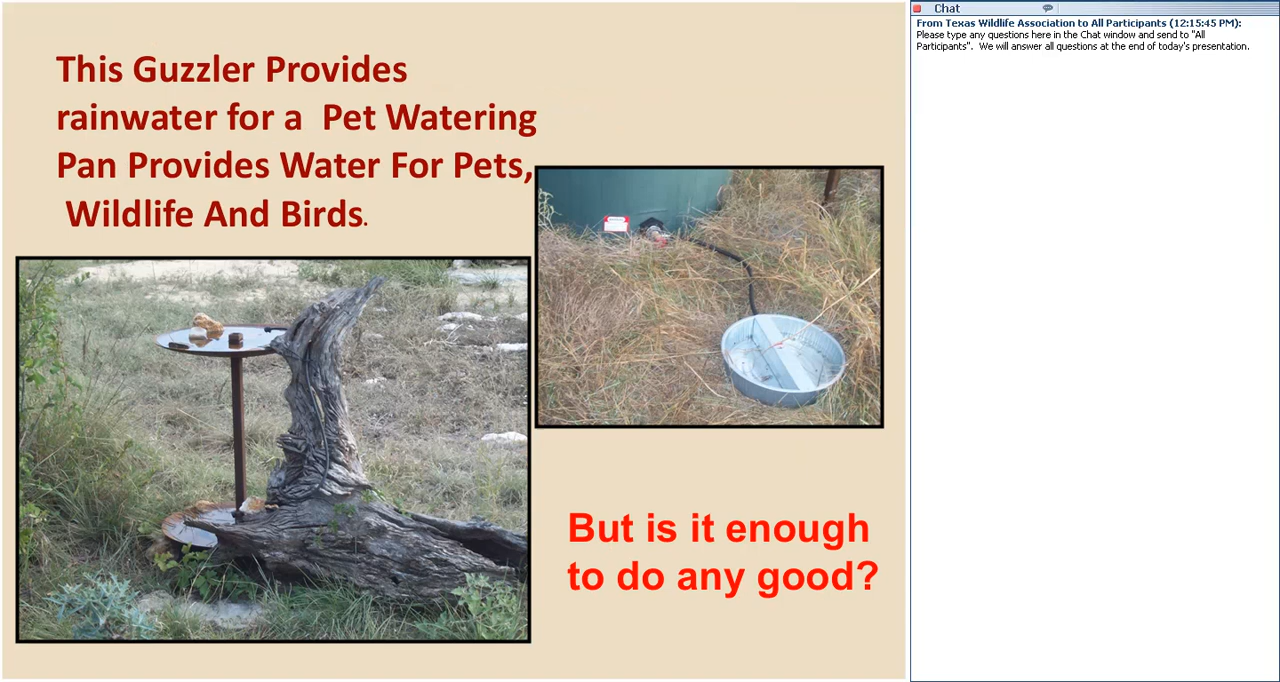 This Guzzler Provides
rainwater for a  Pet Watering
Pan Provides Water For Pets,
Wildlife And Birds.
But is it enough
to do any good?
Chat
From Texas Wildlife Association to All Participants (12:15:45 PM):
Please type any questions here in the Chat window and send to "All
Participants".  We will answer all questions at the end of today's presentation.